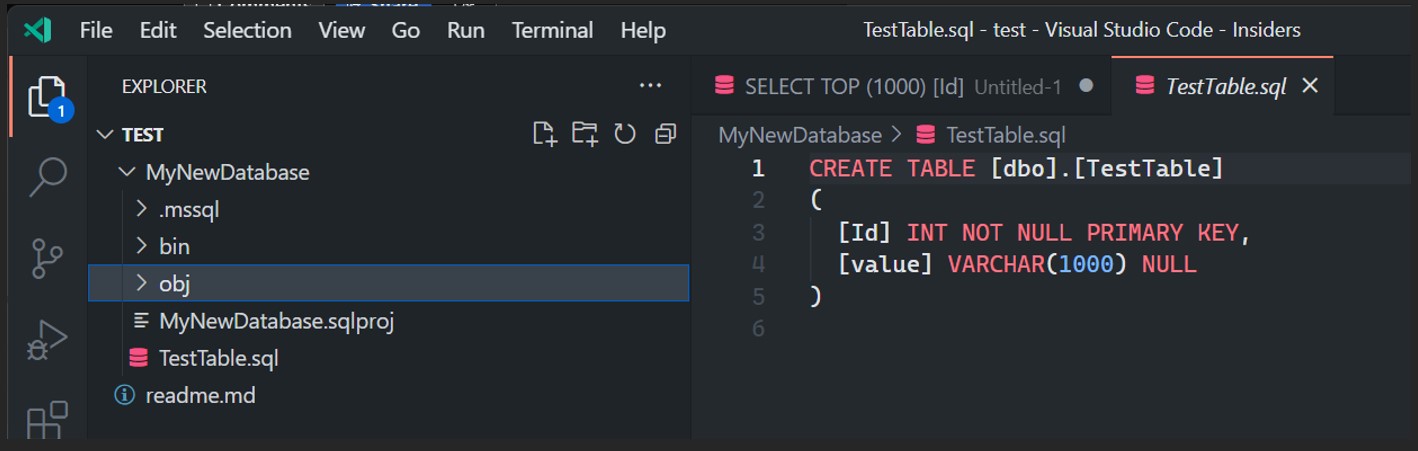 File Edit Selection View Go Run Terminal Help TestTable.sql - test - Visual Studio Code - Insiders
EXPLORER ···
1
TEST
MyNewDatabase
.mssql
bin
obj
MyNewDatabase.sqlproj
TestTable.sql
readme.md
SELECT TOP (1000) [Id] Untitled-1 ● TestTable.sql ×
MyNewDatabase > TestTable.sql
1 CREATE TABLE [dbo].[TestTable]
2 (
3 [Id] INT NOT NULL PRIMARY KEY,
4 [value] VARCHAR(1000) NULL
5 )
6